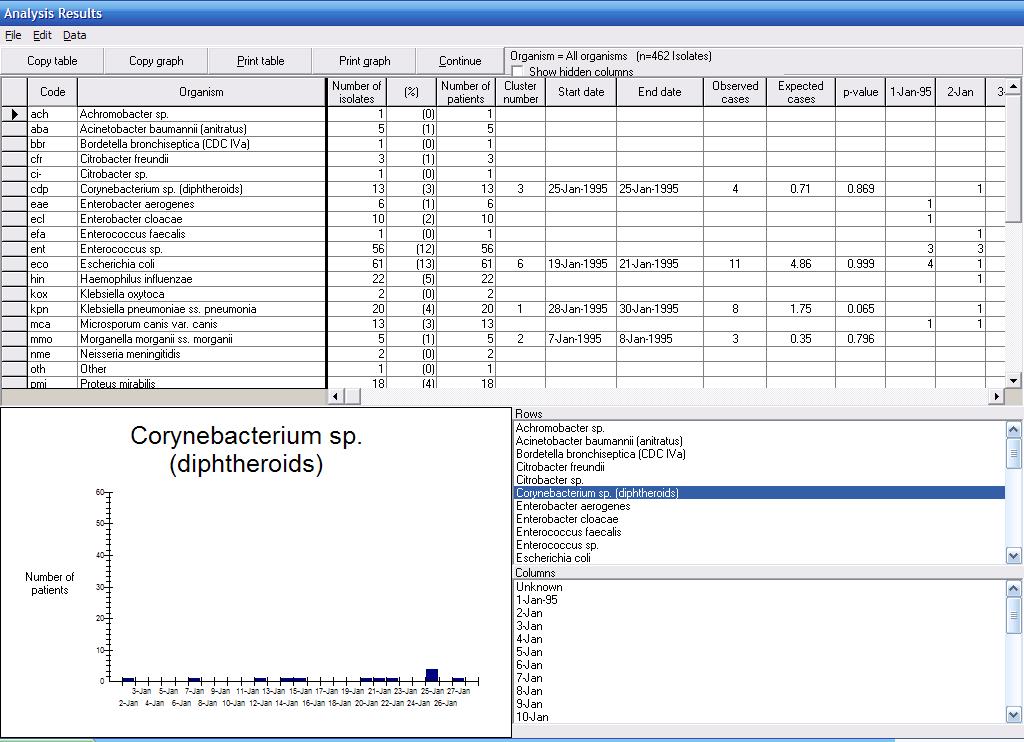 Analysis Results
File Edit Data
Copy table Copy graph Print table Print graph Continue
Organism = All organisms (n=462 Isolates)
Show hidden columns
Code Organism Number of isolates (%) Number of patients Cluster number Start date End date Observed cases Expected cases p-value 1-Jan-95 2-Jan 3-
ach Achromobacter sp. 1 (0) 1
aba Acinetobacter baumannii (anitratus) 5 (1) 5
bbr Bordetella bronchiseptica (CDC IVa) 1 (0) 1
cfr Citrobacter freundii 3 (1) 3
ci- Citrobacter sp. 1 (0) 1
cdp Corynebacterium sp. (diphtheroids) 13 (3) 13 3 25-Jan-1995 25-Jan-1995 4 0.71 0.869 1
eae Enterobacter aerogenes 6 (1) 6 1
ecl Enterobacter cloacae 10 (2) 10 1
efa Enterococcus faecalis 1 (0) 1 1
ent Enterococcus sp. 56 (12) 56 3 3
eco Escherichia coli 61 (13) 61 6 19-Jan-1995 21-Jan-1995 11 4.86 0.999 4 1
hin Haemophilus influenzae 22 (5) 22 1
kox Klebsiella oxytoca 2 (0) 2
kpn Klebsiella pneumoniae ss. pneumonia 20 (4) 20 1 28-Jan-1995 30-Jan-1995 8 1.75 0.065 1
mca Microsporum canis var. canis 13 (3) 13 1 1
mmo Morganella morganii ss. morganii 5 (1) 5 2 7-Jan-1995 8-Jan-1995 3 0.35 0.796
nme Neisseria meningitidis 2 (0) 2
oth Other 1 (0) 1
pmi Proteus mirabilis 18 (4) 18
Corynebacterium sp.
(diphtheroids)
60
50
40
30
20
10
0
Number of
patients
3-Jan 5-Jan 7-Jan 9-Jan 11-Jan 13-Jan 15-Jan 17-Jan 19-Jan 21-Jan 23-Jan 25-Jan 27-Jan
2-Jan 4-Jan 6-Jan 8-Jan 10-Jan 12-Jan 14-Jan 16-Jan 18-Jan 20-Jan 22-Jan 24-Jan 26-Jan
Rows
Achromobacter sp.
Acinetobacter baumannii (anitratus)
Bordetella bronchiseptica (CDC IVa)
Citrobacter freundii
Citrobacter sp.
Corynebacterium sp. (diphtheroids)
Enterobacter aerogenes
Enterobacter cloacae
Enterococcus faecalis
Enterococcus sp.
Escherichia coli
Columns
Unknown
1-Jan-95
2-Jan
3-Jan
4-Jan
5-Jan
6-Jan
7-Jan
8-Jan
9-Jan
10-Jan